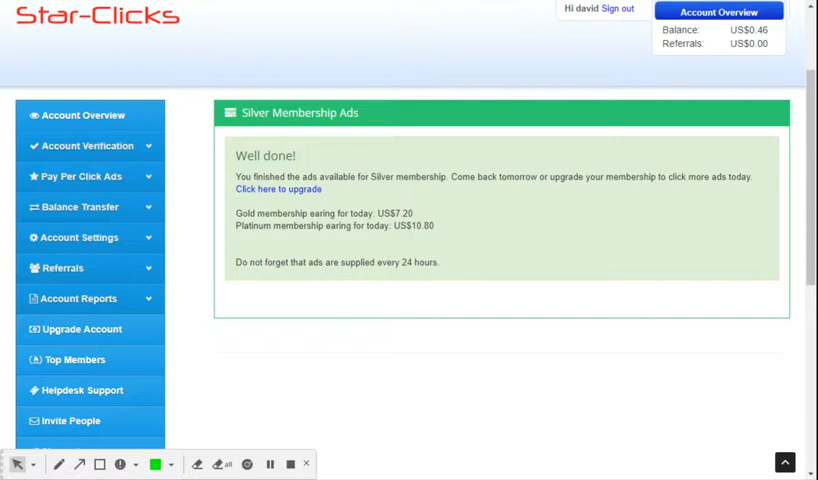 Star-Clicks
Hi david Sign out
Account Overview
Balance: US$0.46
Referrals: US$0.00
Account Overview
Account Verification
Pay Per Click Ads
Balance Transfer
Account Settings
Referrals
Account Reports
Upgrade Account
Top Members
Helpdesk Support
Invite People
Silver Membership Ads
Well done!
You finished the ads available for Silver membership. Come back tomorrow or upgrade your membership to click more ads today.
Click here to upgrade
Gold membership earing for today: US$7.20
Platinum membership earing for today: US$10.80
Do not forget that ads are supplied every 24 hours.
all